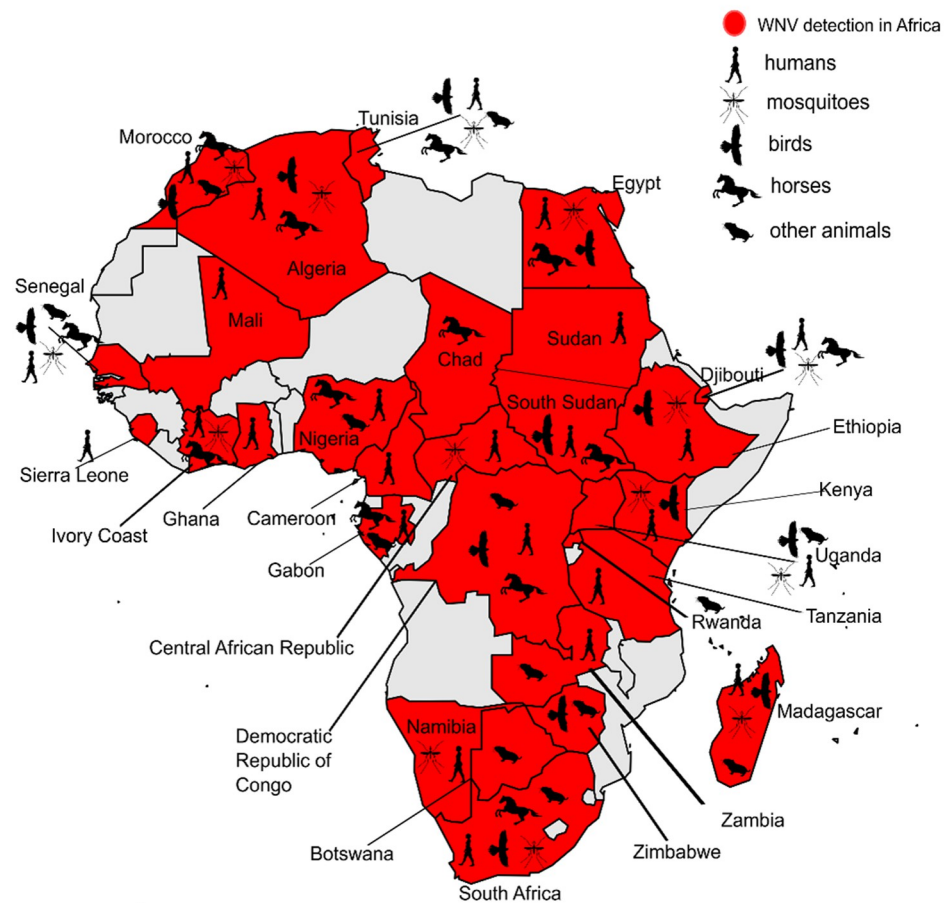 WNV detection in Africa
humans
mosquitoes
birds
horses
other animals
Tunisia
Morocco
Egypt
Algeria
Senegal
Mali
Chad
Sudan
Djibouti
South Sudan
Nigeria
Ethiopia
Sierra Leone
Kenya
Ivory Coast
Ghana
Cameroon
Uganda
Gabon
Tanzania
Rwanda
Central African Republic
Madagascar
Namibia
Democratic
Republic of
Congo
Zambia
Botswana
Zimbabwe
South Africa